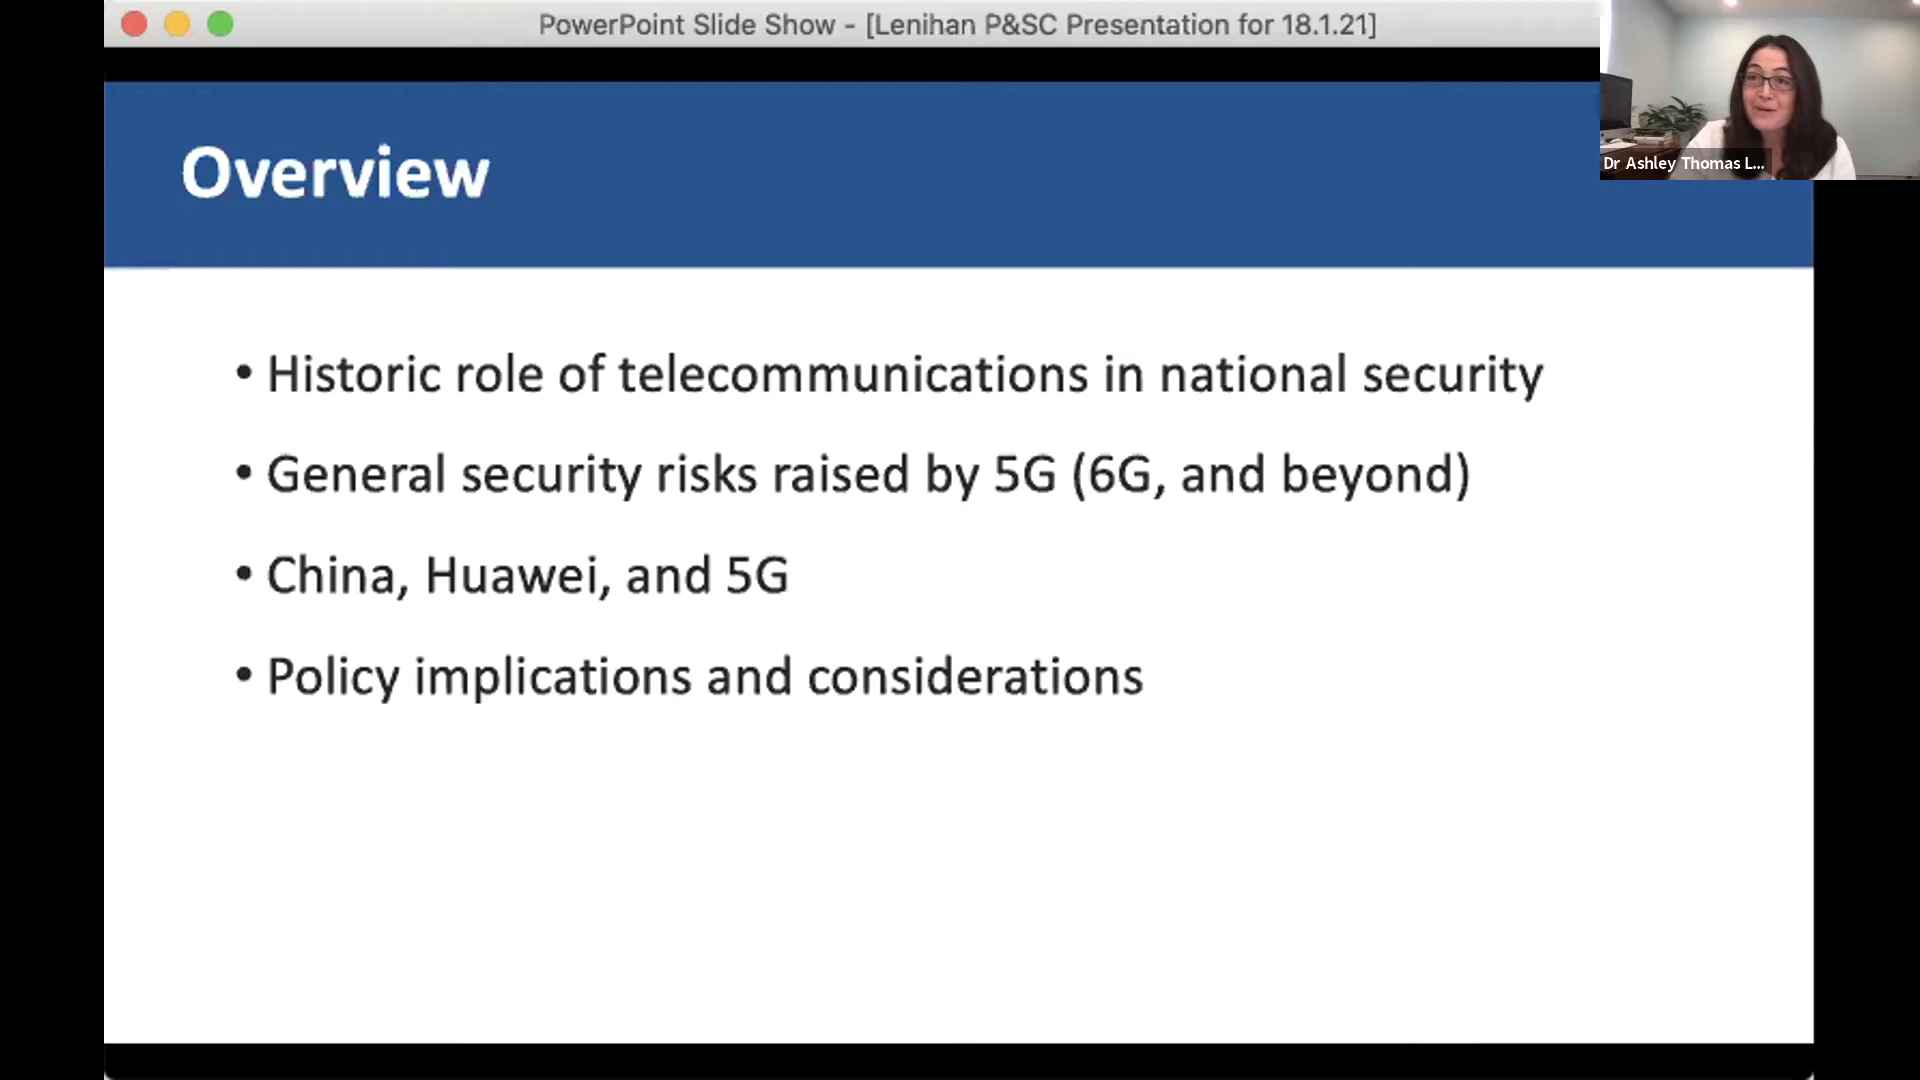 PowerPoint Slide Show - [Lenihan P&SC Presentation for 18.1.21]
Dr Ashley Thomas L...
Overview
• Historic role of telecommunications in national security
• General security risks raised by 5G (6G, and beyond)
• China, Huawei, and 5G
• Policy implications and considerations